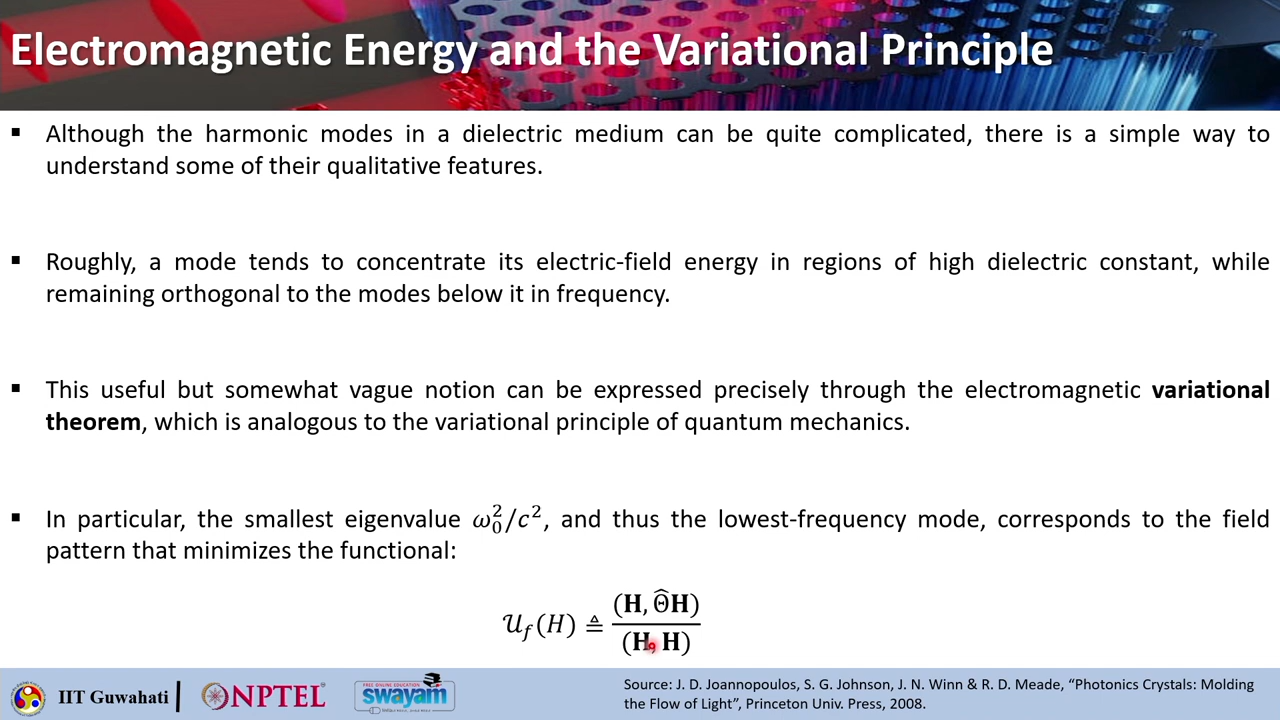 Electromagnetic Energy and the Variational Principle
▪ Although the harmonic modes in a dielectric medium can be quite complicated, there is a simple way to
understand some of their qualitative features.
▪ Roughly, a mode tends to concentrate its electric-field energy in regions of high dielectric constant, while
remaining orthogonal to the modes below it in frequency.
▪ This useful but somewhat vague notion can be expressed precisely through the electromagnetic variational
theorem, which is analogous to the variational principle of quantum mechanics.
▪ In particular, the smallest eigenvalue ω₀²/c², and thus the lowest-frequency mode, corresponds to the field
pattern that minimizes the functional:
𝒰_f(H) ≜ (H, Θ̂H) / (H, H)
IIT Guwahati
NPTEL
FREE ONLINE EDUCATION
swayam
Source: J. D. Joannopoulos, S. G. Johnson, J. N. Winn & R. D. Meade, “Photonics Crystals: Molding
the Flow of Light”, Princeton Univ. Press, 2008.